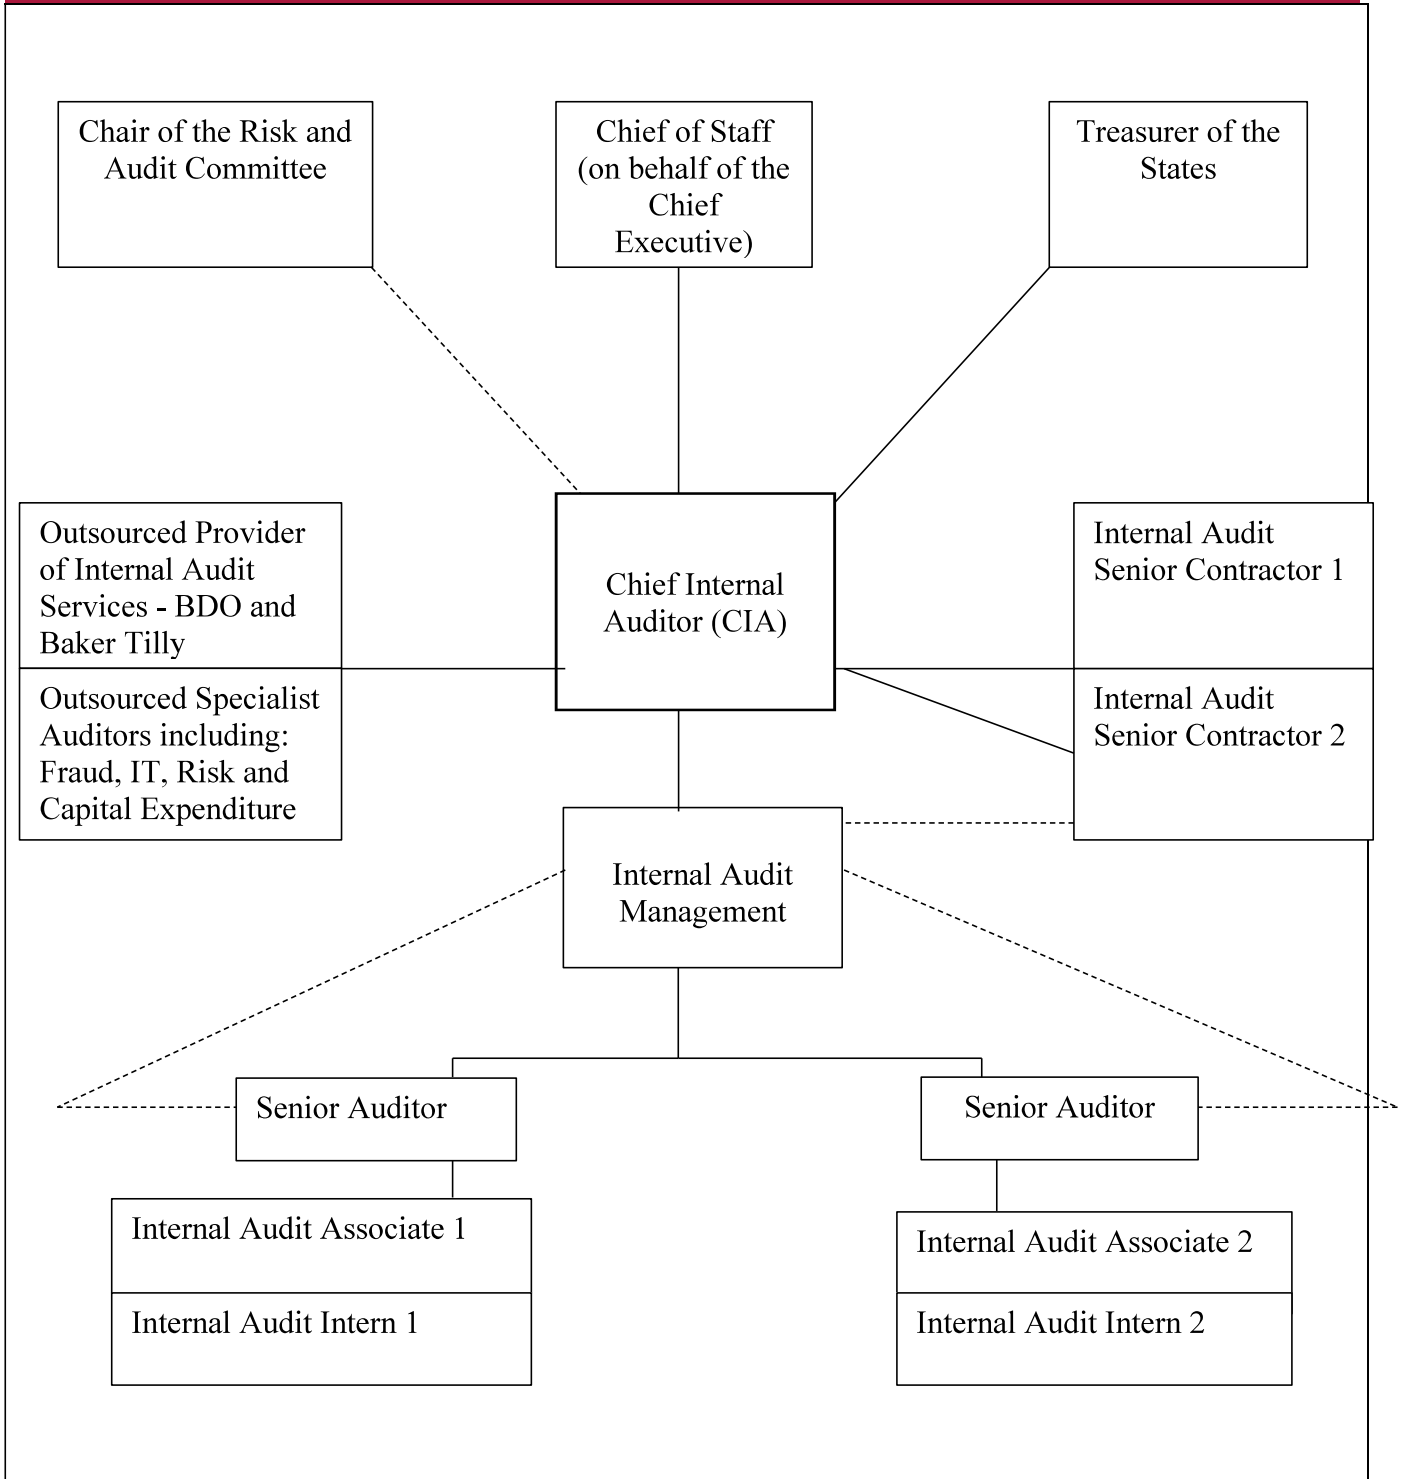 Chair of the Risk and
Audit Committee
Chief of Staff
(on behalf of the
Chief
Executive)
Treasurer of the
States
Outsourced Provider
of Internal Audit
Services - BDO and
Baker Tilly
Chief Internal
Auditor (CIA)
Internal Audit
Senior Contractor 1
Outsourced Specialist
Auditors including:
Fraud, IT, Risk and
Capital Expenditure
Internal Audit
Senior Contractor 2
Internal Audit
Management
Senior Auditor
Senior Auditor
Internal Audit Associate 1
Internal Audit Intern 1
Internal Audit Associate 2
Internal Audit Intern 2